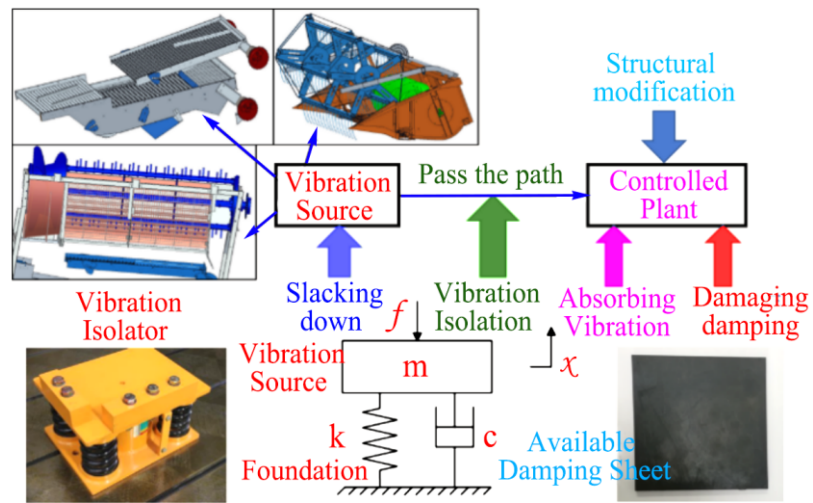 Structural
modification
Vibration
Source
Pass the path
Controlled
Plant
Slacking
down
Vibration
Isolation
Absorbing
Vibration
Damaging
damping
Vibration
Isolator
f
Vibration
Source
m
x
k
c
Foundation
Available
Damping Sheet